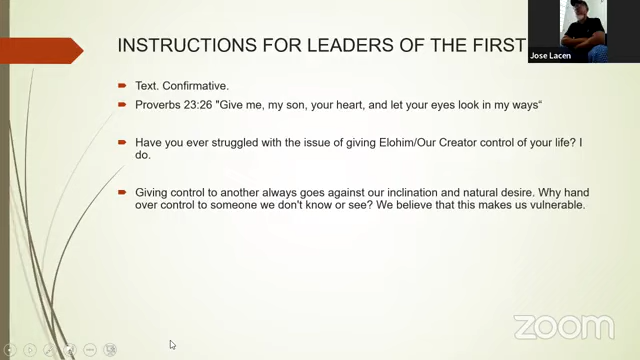 INSTRUCTIONS FOR LEADERS OF THE FIRST
Jose Lacen
Text. Confirmative.
Proverbs 23:26 "Give me, my son, your heart, and let your eyes look in my ways“
Have you ever struggled with the issue of giving Elohim/Our Creator control of your life? I
do.
Giving control to another always goes against our inclination and natural desire. Why hand
over control to someone we don't know or see? We believe that this makes us vulnerable.
zoom